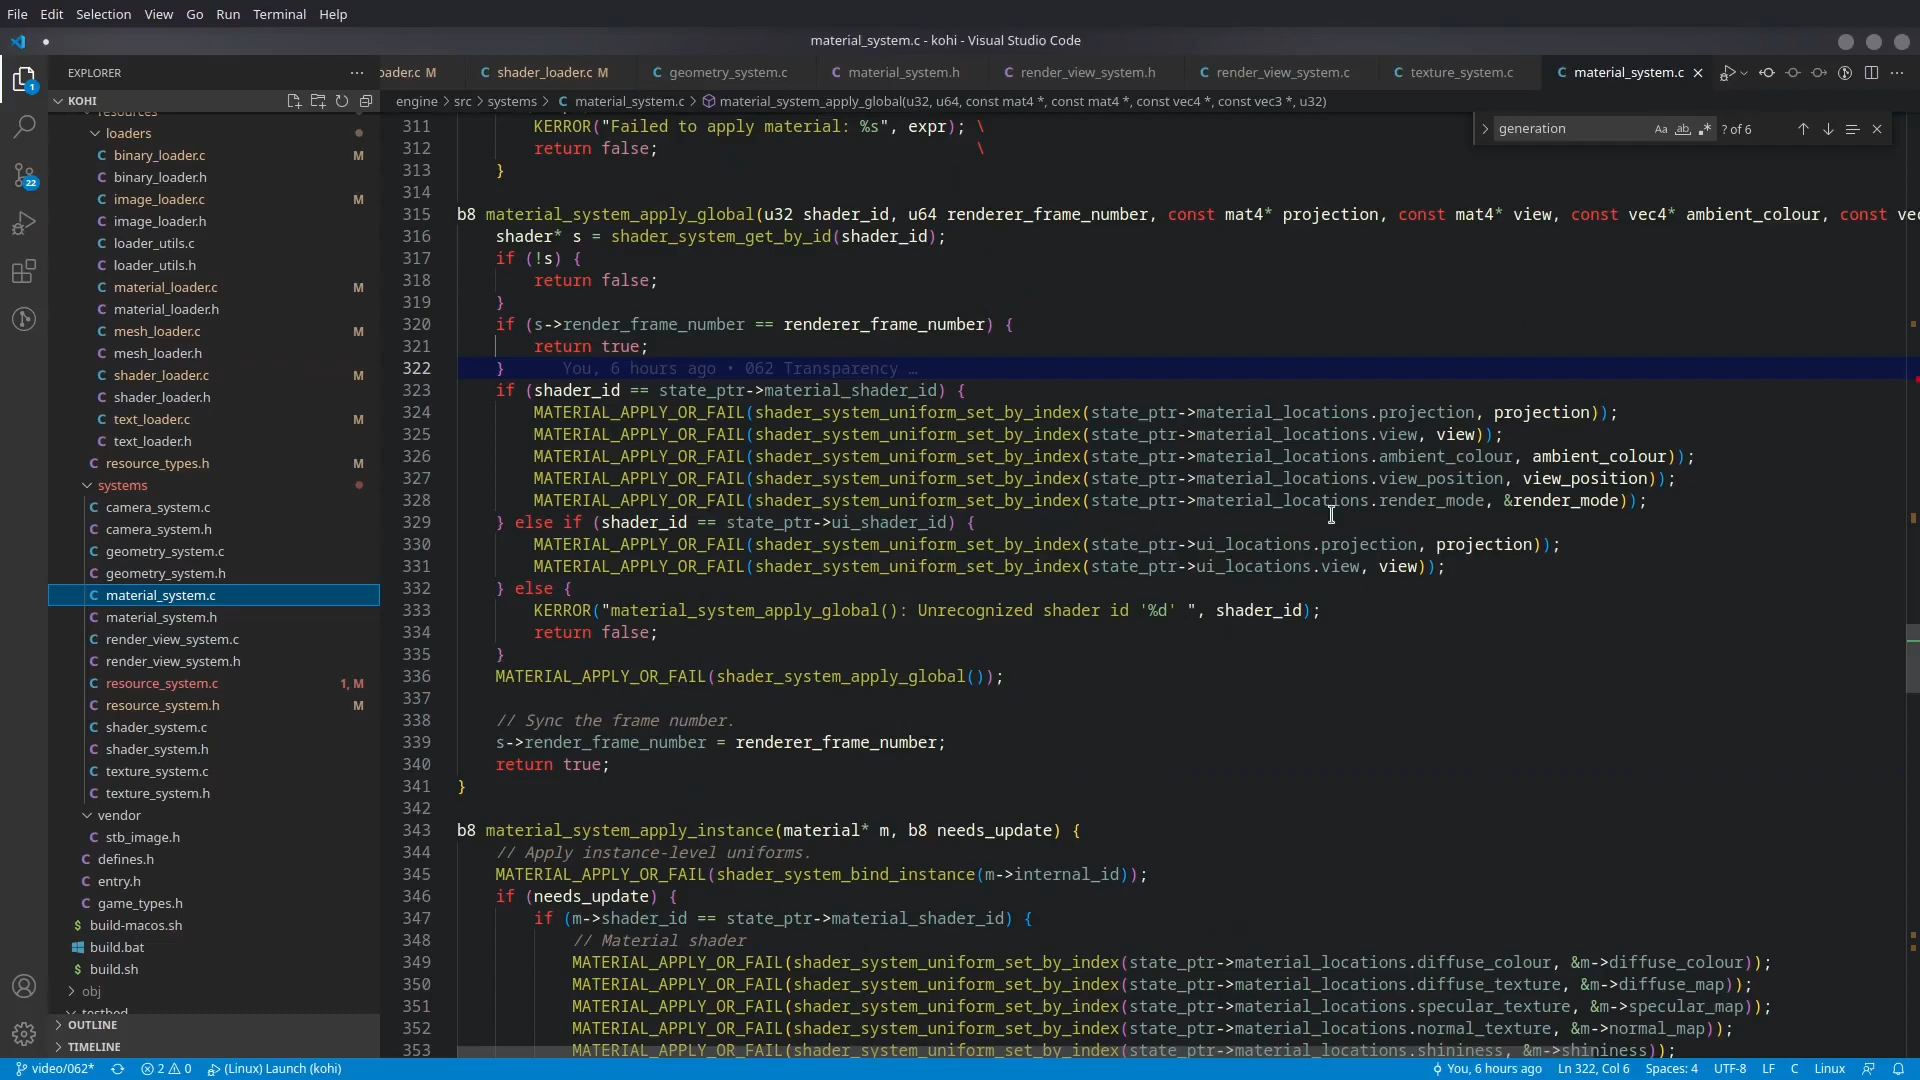 File Edit Selection View Go Run Terminal Help
material_system.c - kohi - Visual Studio Code
EXPLORER
KOHI
loaders
binary_loader.c M
binary_loader.h
image_loader.c M
image_loader.h
loader_utils.c
loader_utils.h
material_loader.c M
material_loader.h
mesh_loader.c M
mesh_loader.h
shader_loader.c M
shader_loader.h
text_loader.c M
text_loader.h
resource_types.h M
systems
camera_system.c
camera_system.h
geometry_system.c
geometry_system.h
material_system.c
material_system.h
render_view_system.c
render_view_system.h
resource_system.c 1, M
resource_system.h M
shader_system.c
shader_system.h
texture_system.c
texture_system.h
vendor
stb_image.h
defines.h
entry.h
game_types.h
build-macos.sh
build.bat
build.sh
obj
OUTLINE
TIMELINE
1
22
oader.c M shader_loader.c M geometry_system.c material_system.h render_view_system.h render_view_system.c texture_system.c material_system.c
engine > src > systems > material_system.c > material_system_apply_global(u32, u64, const mat4 *, const mat4 *, const vec4 *, const vec3 *, u32)
generation Aa ab ? of 6
311 KERROR("Failed to apply material: %s", expr); \
312 return false; \
313 }
314
315 b8 material_system_apply_global(u32 shader_id, u64 renderer_frame_number, const mat4* projection, const mat4* view, const vec4* ambient_colour, const vec
316 shader* s = shader_system_get_by_id(shader_id);
317 if (!s) {
318 return false;
319 }
320 if (s->render_frame_number == renderer_frame_number) {
321 return true;
322 } You, 6 hours ago • 062 Transparency …
323 if (shader_id == state_ptr->material_shader_id) {
324 MATERIAL_APPLY_OR_FAIL(shader_system_uniform_set_by_index(state_ptr->material_locations.projection, projection));
325 MATERIAL_APPLY_OR_FAIL(shader_system_uniform_set_by_index(state_ptr->material_locations.view, view));
326 MATERIAL_APPLY_OR_FAIL(shader_system_uniform_set_by_index(state_ptr->material_locations.ambient_colour, ambient_colour));
327 MATERIAL_APPLY_OR_FAIL(shader_system_uniform_set_by_index(state_ptr->material_locations.view_position, view_position));
328 MATERIAL_APPLY_OR_FAIL(shader_system_uniform_set_by_index(state_ptr->material_locations.render_mode, &render_mode));
329 } else if (shader_id == state_ptr->ui_shader_id) {
330 MATERIAL_APPLY_OR_FAIL(shader_system_uniform_set_by_index(state_ptr->ui_locations.projection, projection));
331 MATERIAL_APPLY_OR_FAIL(shader_system_uniform_set_by_index(state_ptr->ui_locations.view, view));
332 } else {
333 KERROR("material_system_apply_global(): Unrecognized shader id '%d' ", shader_id);
334 return false;
335 }
336 MATERIAL_APPLY_OR_FAIL(shader_system_apply_global());
337
338 // Sync the frame number.
339 s->render_frame_number = renderer_frame_number;
340 return true;
341 }
342
343 b8 material_system_apply_instance(material* m, b8 needs_update) {
344 // Apply instance-level uniforms.
345 MATERIAL_APPLY_OR_FAIL(shader_system_bind_instance(m->internal_id));
346 if (needs_update) {
347 if (m->shader_id == state_ptr->material_shader_id) {
348 // Material shader
349 MATERIAL_APPLY_OR_FAIL(shader_system_uniform_set_by_index(state_ptr->material_locations.diffuse_colour, &m->diffuse_colour));
350 MATERIAL_APPLY_OR_FAIL(shader_system_uniform_set_by_index(state_ptr->material_locations.diffuse_texture, &m->diffuse_map));
351 MATERIAL_APPLY_OR_FAIL(shader_system_uniform_set_by_index(state_ptr->material_locations.specular_texture, &m->specular_map));
352 MATERIAL_APPLY_OR_FAIL(shader_system_uniform_set_by_index(state_ptr->material_locations.normal_texture, &m->normal_map));
353 MATERIAL_APPLY_OR_FAIL(shader_system_uniform_set_by_index(state_ptr->material_locations.shininess, &m->shininess));
video/062* 2 0 (Linux) Launch (kohi) You, 6 hours ago Ln 322, Col 6 Spaces: 4 UTF-8 LF C Linux